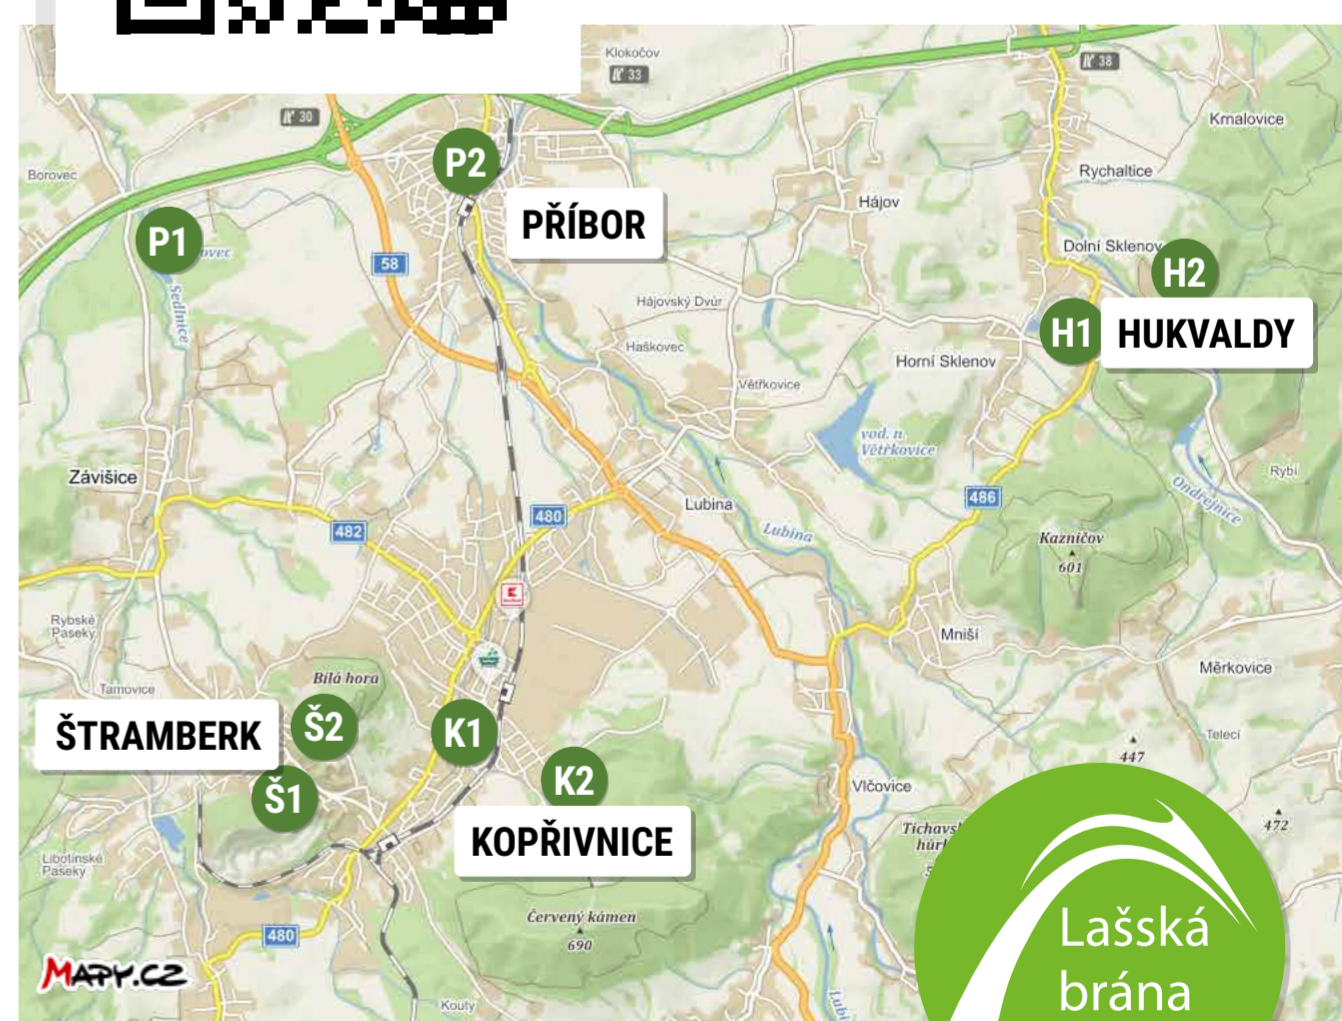 Klokočov
33
38
30
Krnalovice
Borovec
P2
Rychaltice
Hájov
PŘÍBOR
P1
58
Dolní Sklenov
H2
Sedlnice
Hájovský Dvůr
H1
HUKVALDY
Haškovec
Horní Sklenov
Větřkovice
vod. n.
Větřkovice
Závišice
Rybí
486
Ondrejnice
Lubina
480
482
Lubina
Kazničov
601
Rybské
Paseky
Mniší
Měrkovice
Bílá hora
Tamovice
ŠTRAMBERK
Š2
K1
Telecí
447
K2
Vlčovice
Š1
472
KOPŘIVNICE
Libotínské
Paseky
Červený kámen
690
480
Lašská
brána
MAPY.CZ
Kouty